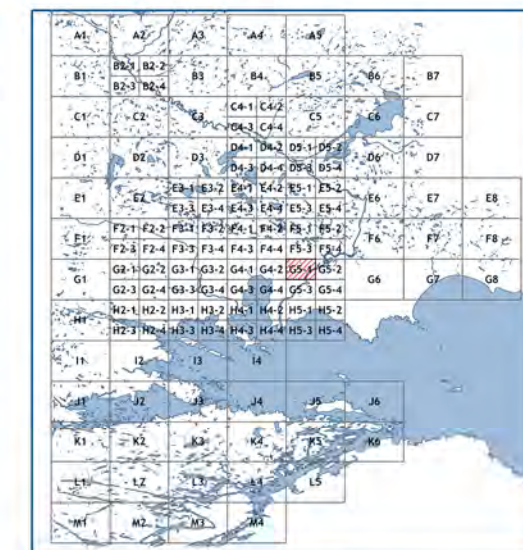 A1 A2 A3 A4 A5
B2-1 B2-2
B1 B3 B4 B5 B6 B7
B2-3 B2-4
C4-1 C4-2
C1 C2 C3 C5 C6 C7
C4-3 C4-4
D4-1 D4-2 D5-1 D5-2
D1 D2 D3 D6 D7
D4-3 D4-4 D5-3 D5-4
E3-1 E3-2 E4-1 E4-2 E5-1 E5-2
E1 E2 E6 E7 E8
E3-3 E3-4 E4-3 E4-4 E5-3 E5-4
F2-1 F2-2 F3-1 F3-2 F4-1 F4-2 F5-1 F5-2
F1 F6 F7 F8
F2-3 F2-4 F3-3 F3-4 F4-3 F4-4 F5-3 F5-4
G2-1 G2-2 G3-1 G3-2 G4-1 G4-2 G5-1 G5-2
G1 G6 G7 G8
G2-3 G2-4 G3-3 G3-4 G4-3 G4-4 G5-3 G5-4
H2-1 H2-2 H3-1 H3-2 H4-1 H4-2 H5-1 H5-2
H1
H2-3 H2-4 H3-3 H3-4 H4-3 H4-4 H5-3 H5-4
I1 I2 I3 I4
J1 J2 J3 J4 J5 J6
K1 K2 K3 K4 K5 K6
L1 L2 L3 L4 L5
M1 M2 M3 M4